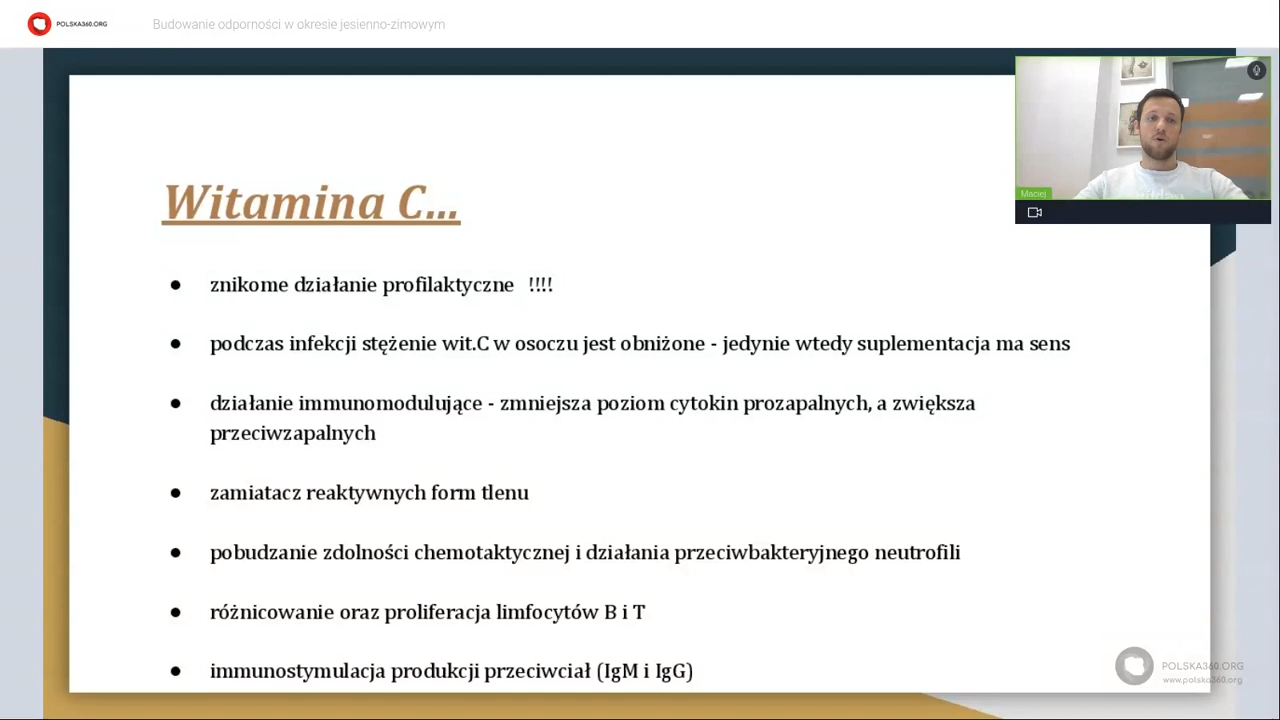 POLSKA360.ORG
Budowanie odporności w okresie jesienno-zimowym
Maciej
Witamina C...
znikome działanie profilaktyczne !!!!
podczas infekcji stężenie wit.C w osoczu jest obniżone - jedynie wtedy suplementacja ma sens
działanie immunomodulujące - zmniejsza poziom cytokin prozapalnych, a zwiększa
przeciwzapalnych
zamiatacz reaktywnych form tlenu
pobudzanie zdolności chemotaktycznej i działania przeciwbakteryjnego neutrofili
różnicowanie oraz proliferacja limfocytów B i T
immunostymulacja produkcji przeciwciał (IgM i IgG)
POLSKA360.ORG
www.polska360.org